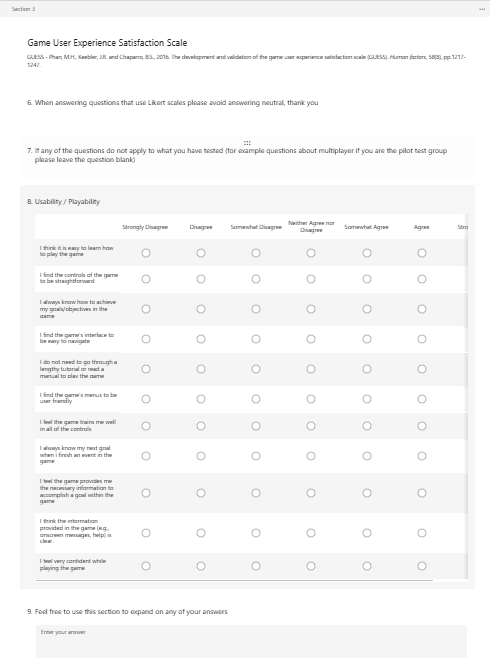 Section 3
Game User Experience Satisfaction Scale
GUESS - Phan, M.H., Keebler, J.R. and Chaparro, B.S., 2016. The development and validation of the game user experience satisfaction scale (GUESS). Human factors, 58(8), pp.1217-
1247.
6. When answering questions that use Likert scales please avoid answering neutral, thank you
7. If any of the questions do not apply to what you have tested (for example questions about multiplayer if you are the pilot test group
please leave the question blank)
8. Usability / Playability
Strongly Disagree Disagree Somewhat Disagree Neither Agree nor Somewhat Agree Agree Stro
Disagree
I think it is easy to learn how
to play the game
I find the controls of the game
to be straightforward
I always know how to achieve
my goals/objectives in the
game
I find the game's interface to
be easy to navigate
I do not need to go through a
lengthy tutorial or read a
manual to play the game
I find the game's menus to be
user friendly
I feel the game trains me well
in all of the controls
I always know my next goal
when i finish an event in the
game
I feel the game provides me
the necessary information to
accomplish a goal within the
game
I think the information
provided in the game (e.g.,
onscreen messages, help) is
clear.
I feel very confident while
playing the game
9. Feel free to use this section to expand on any of your answers
Enter your answer